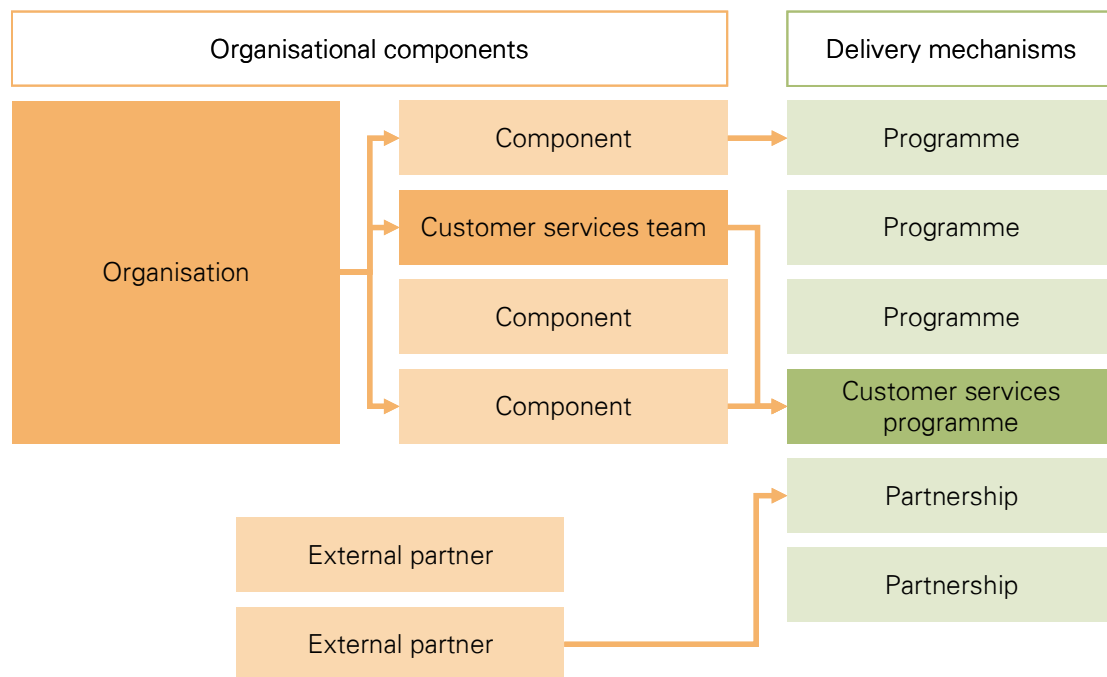 Organisational components
Delivery mechanisms
Organisation
Component
Programme
Customer services team
Programme
Component
Programme
Component
Customer services
programme
Partnership
External partner
Partnership
External partner